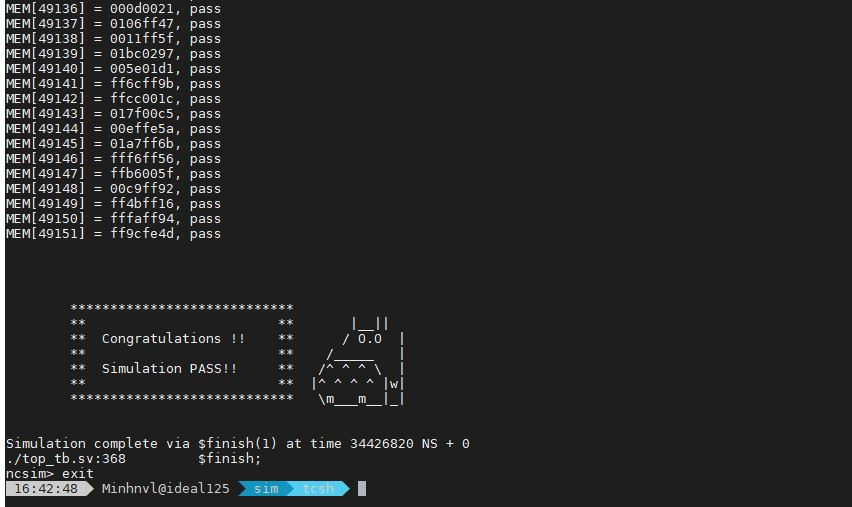 MEM[49136] = 000d0021, pass
MEM[49137] = 0106ff47, pass
MEM[49138] = 0011ff5f, pass
MEM[49139] = 01bc0297, pass
MEM[49140] = 005e01d1, pass
MEM[49141] = ff6cff9b, pass
MEM[49142] = ffcc001c, pass
MEM[49143] = 017f00c5, pass
MEM[49144] = 00effe5a, pass
MEM[49145] = 01a7ff6b, pass
MEM[49146] = fff6ff56, pass
MEM[49147] = ffb6005f, pass
MEM[49148] = 00c9ff92, pass
MEM[49149] = ff4bff16, pass
MEM[49150] = fffaff94, pass
MEM[49151] = ff9cfe4d, pass
        ****************************
        **                        **       |__||
        **  Congratulations !!    **      / O.O  |
        **                        **    /_____   |
        **  Simulation PASS!!     **   /^ ^ ^ \  |
        **                        **  |^ ^ ^ ^ |w|
        ****************************   \m___m__|_|
Simulation complete via $finish(1) at time 34426820 NS + 0
./top_tb.sv:368         $finish;
ncsim> exit
16:42:48 Minhnvl@ideal125 sim tcsh